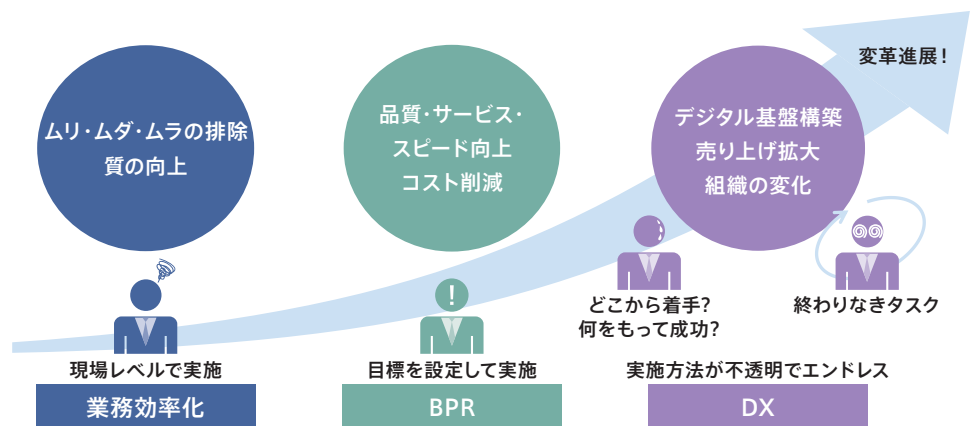 変革進展!
ムリ・ムダ・ムラの排除
質の向上
品質・サービス・
スピード向上
コスト削減
デジタル基盤構築
売り上げ拡大
組織の変化
!
どこから着手?
何をもって成功?
終わりなきタスク
現場レベルで実施
目標を設定して実施
実施方法が不透明でエンドレス
業務効率化
BPR
DX